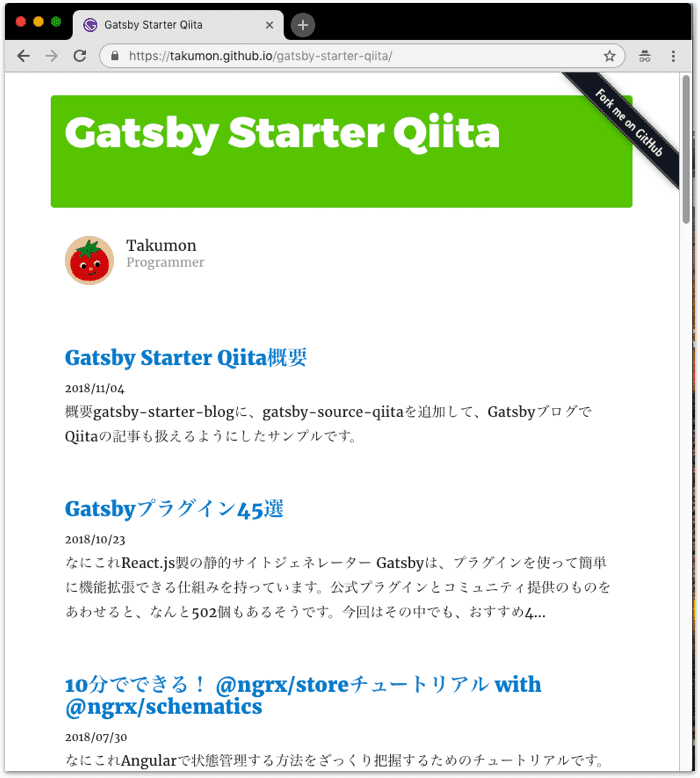 Gatsby Starter Qiita
https://takumon.github.io/gatsby-starter-qiita/
Fork me on GitHub
Gatsby Starter Qiita
Takumon
Programmer
Gatsby Starter Qiita概要
2018/11/04
概要gatsby-starter-blogに、gatsby-source-qiitaを追加して、Gatsbyブログで
Qiitaの記事も扱えるようにしたサンプルです。
Gatsbyプラグイン45選
2018/10/23
なにこれReact.js製の静的サイトジェネレーター Gatsbyは、プラグインを使って簡単
に機能拡張できる仕組みを持っています。公式プラグインとコミュニティ提供のものを
あわせると、なんと502個もあるそうです。今回はその中でも、おすすめ4...
10分でできる！ @ngrx/storeチュートリアル with
@ngrx/schematics
2018/07/30
なにこれAngularで状態管理する方法をざっくり把握するためのチュートリアルです。